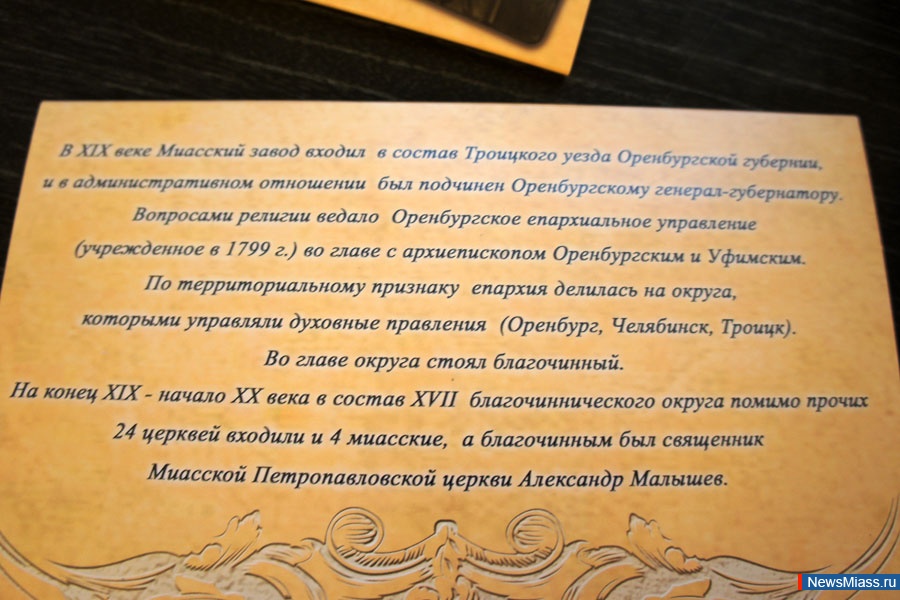 В XIX веке Миасский завод входил в состав Троицкого уезда Оренбургской губернии,
и в административном отношении был подчинен Оренбургскому генерал-губернатору.
Вопросами религии ведало Оренбургское епархиальное управление
(учрежденное в 1799 г.) во главе с архиепископом Оренбургским и Уфимским.
По территориальному признаку епархия делилась на округа,
которыми управляли духовные правления (Оренбург, Челябинск, Троицк).
Во главе округа стоял благочинный.
На конец XIX - начало XX века в состав XVII благочиннического округа помимо прочих
24 церквей входили и 4 миасские, а благочинным был священник
Миасской Петропавловской церкви Александр Малышев.
NewsMiass.ru